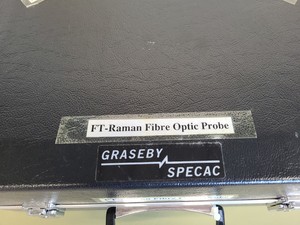 FT-Raman Fibre Optic Probe
GRASEBY
SPECAC